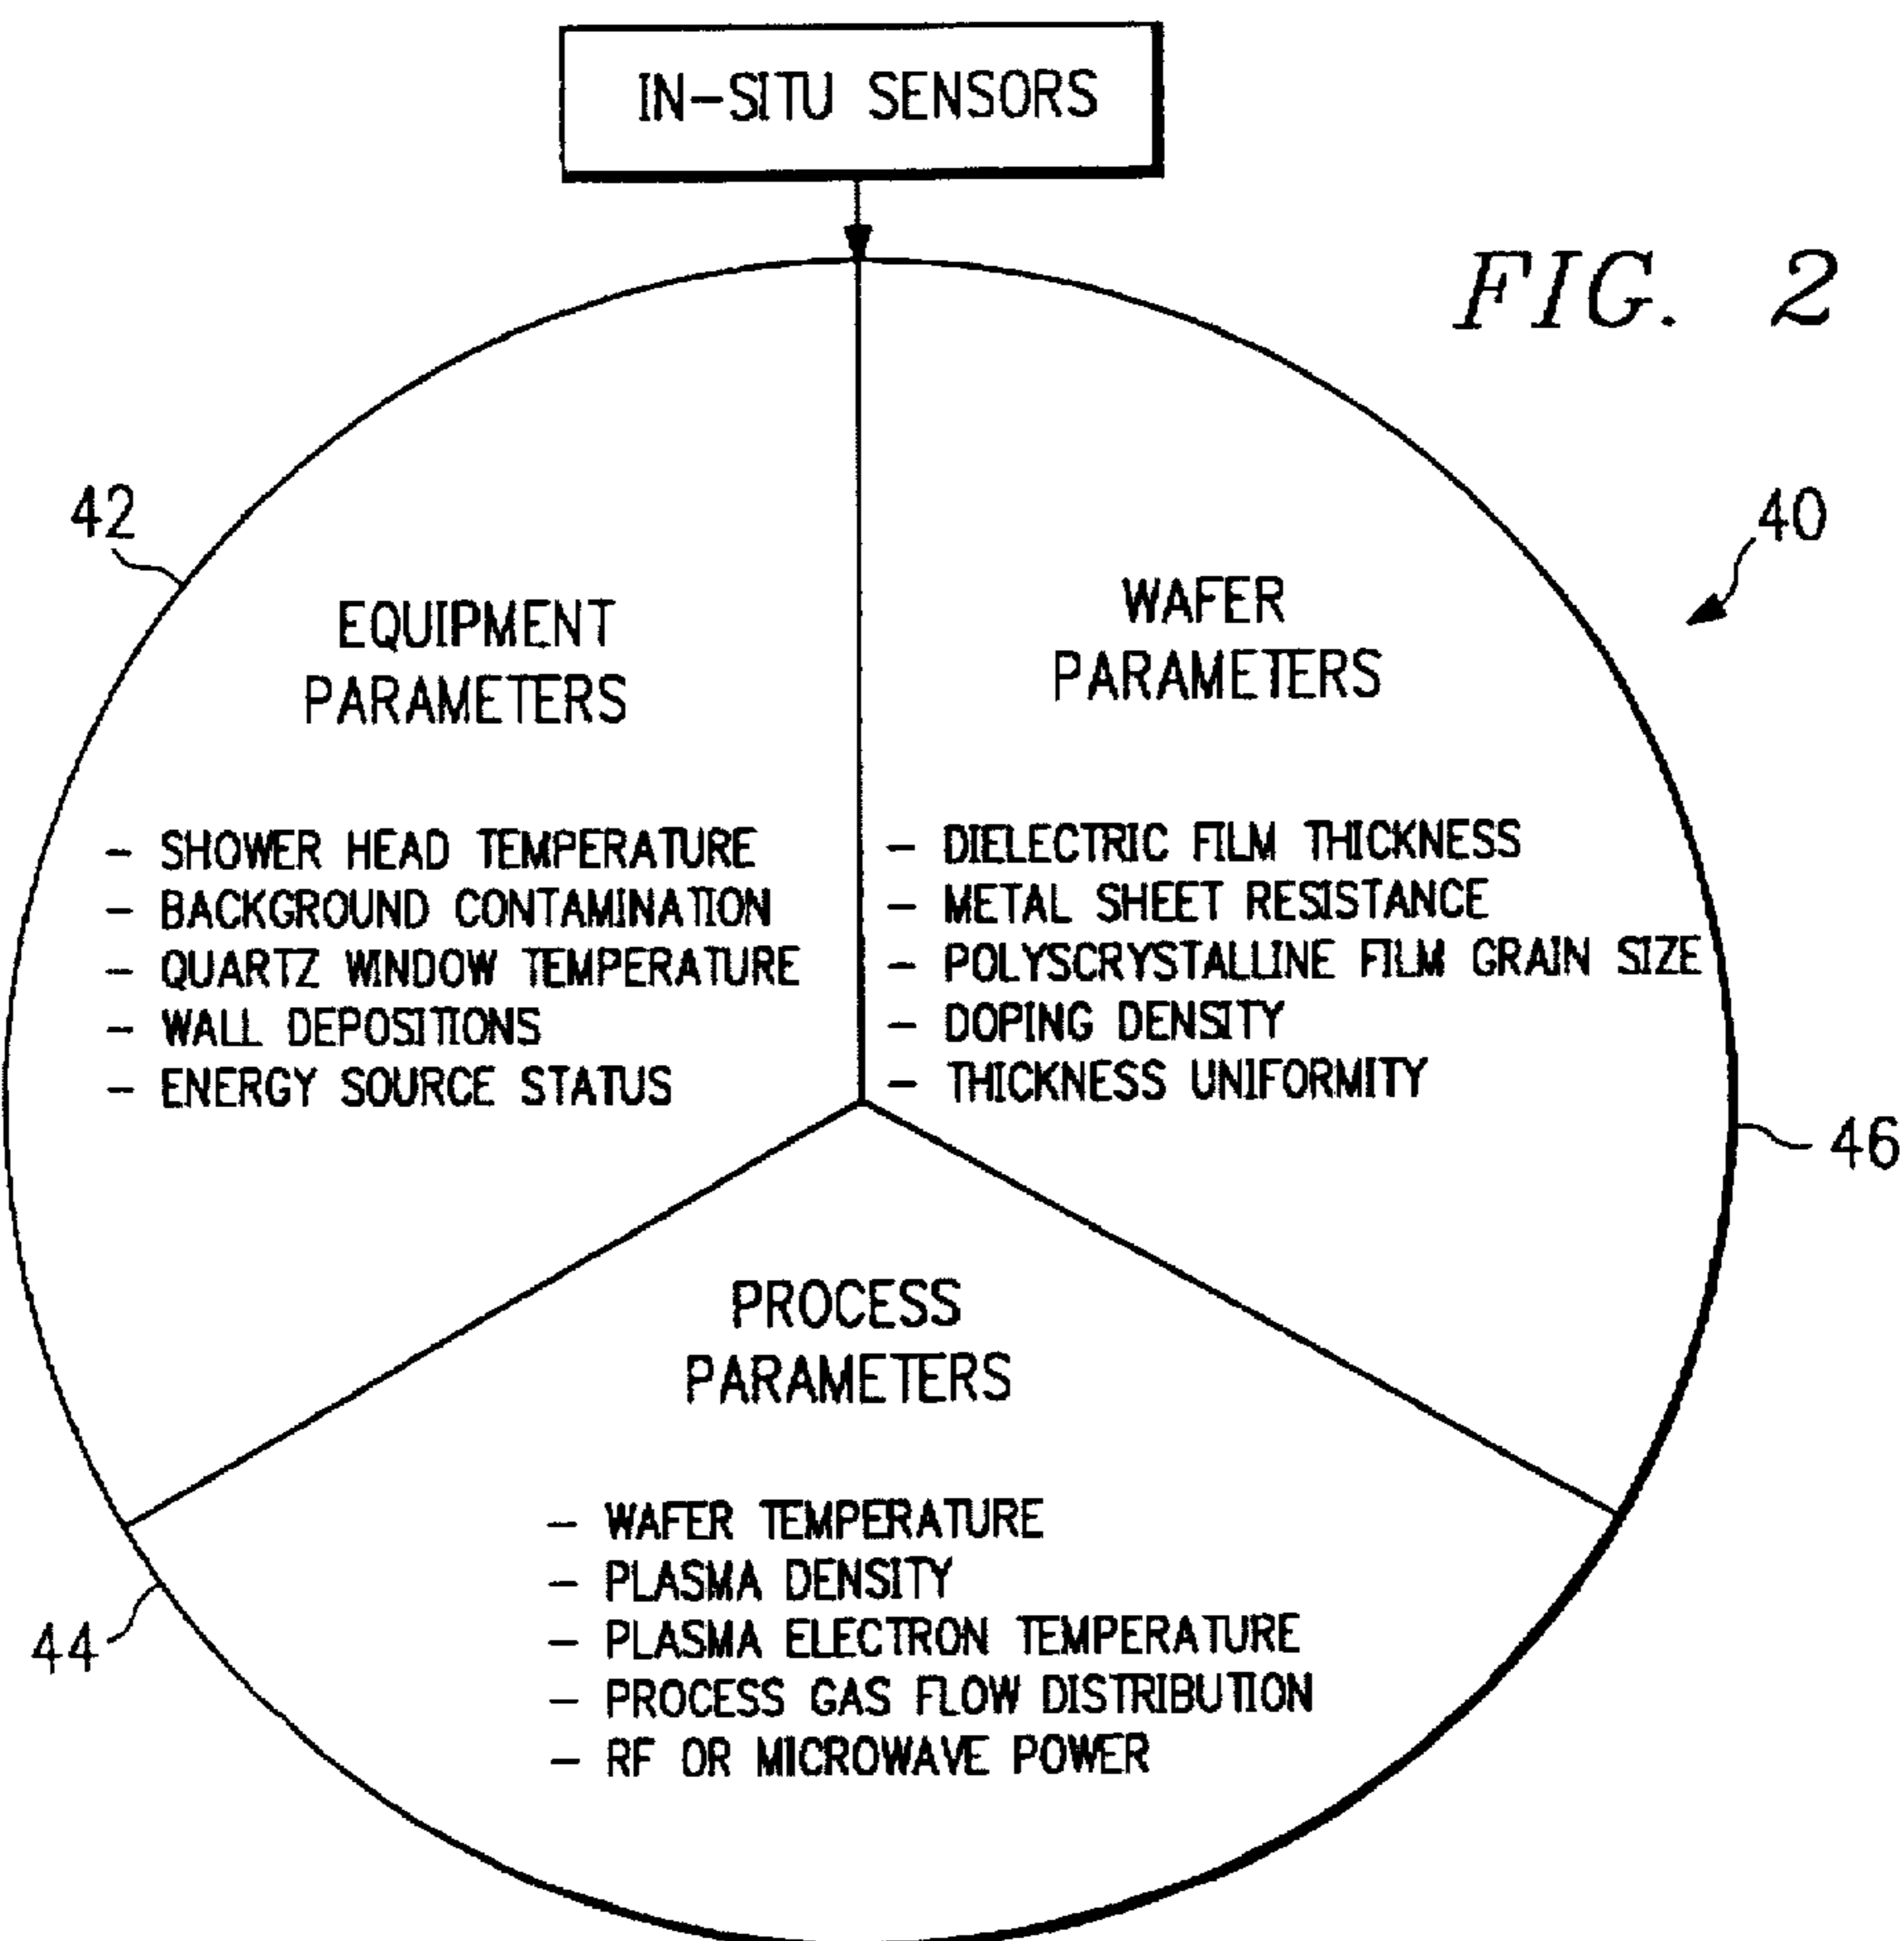 IN-SITU SENSORS
FIG. 2
42
40
EQUIPMENT
PARAMETERS
- SHOWER HEAD TEMPERATURE
- BACKGROUND CONTAMINATION
- QUARTZ WINDOW TEMPERATURE
- WALL DEPOSITIONS
- ENERGY SOURCE STATUS
WAFER
PARAMETERS
- DIELECTRIC FILM THICKNESS
- METAL SHEET RESISTANCE
- POLYSCRYSTALLINE FILM GRAIN SIZE
- DOPING DENSITY
- THICKNESS UNIFORMITY
46
PROCESS
PARAMETERS
- WAFER TEMPERATURE
- PLASMA DENSITY
- PLASMA ELECTRON TEMPERATURE
- PROCESS GAS FLOW DISTRIBUTION
- RF OR MICROWAVE POWER
44